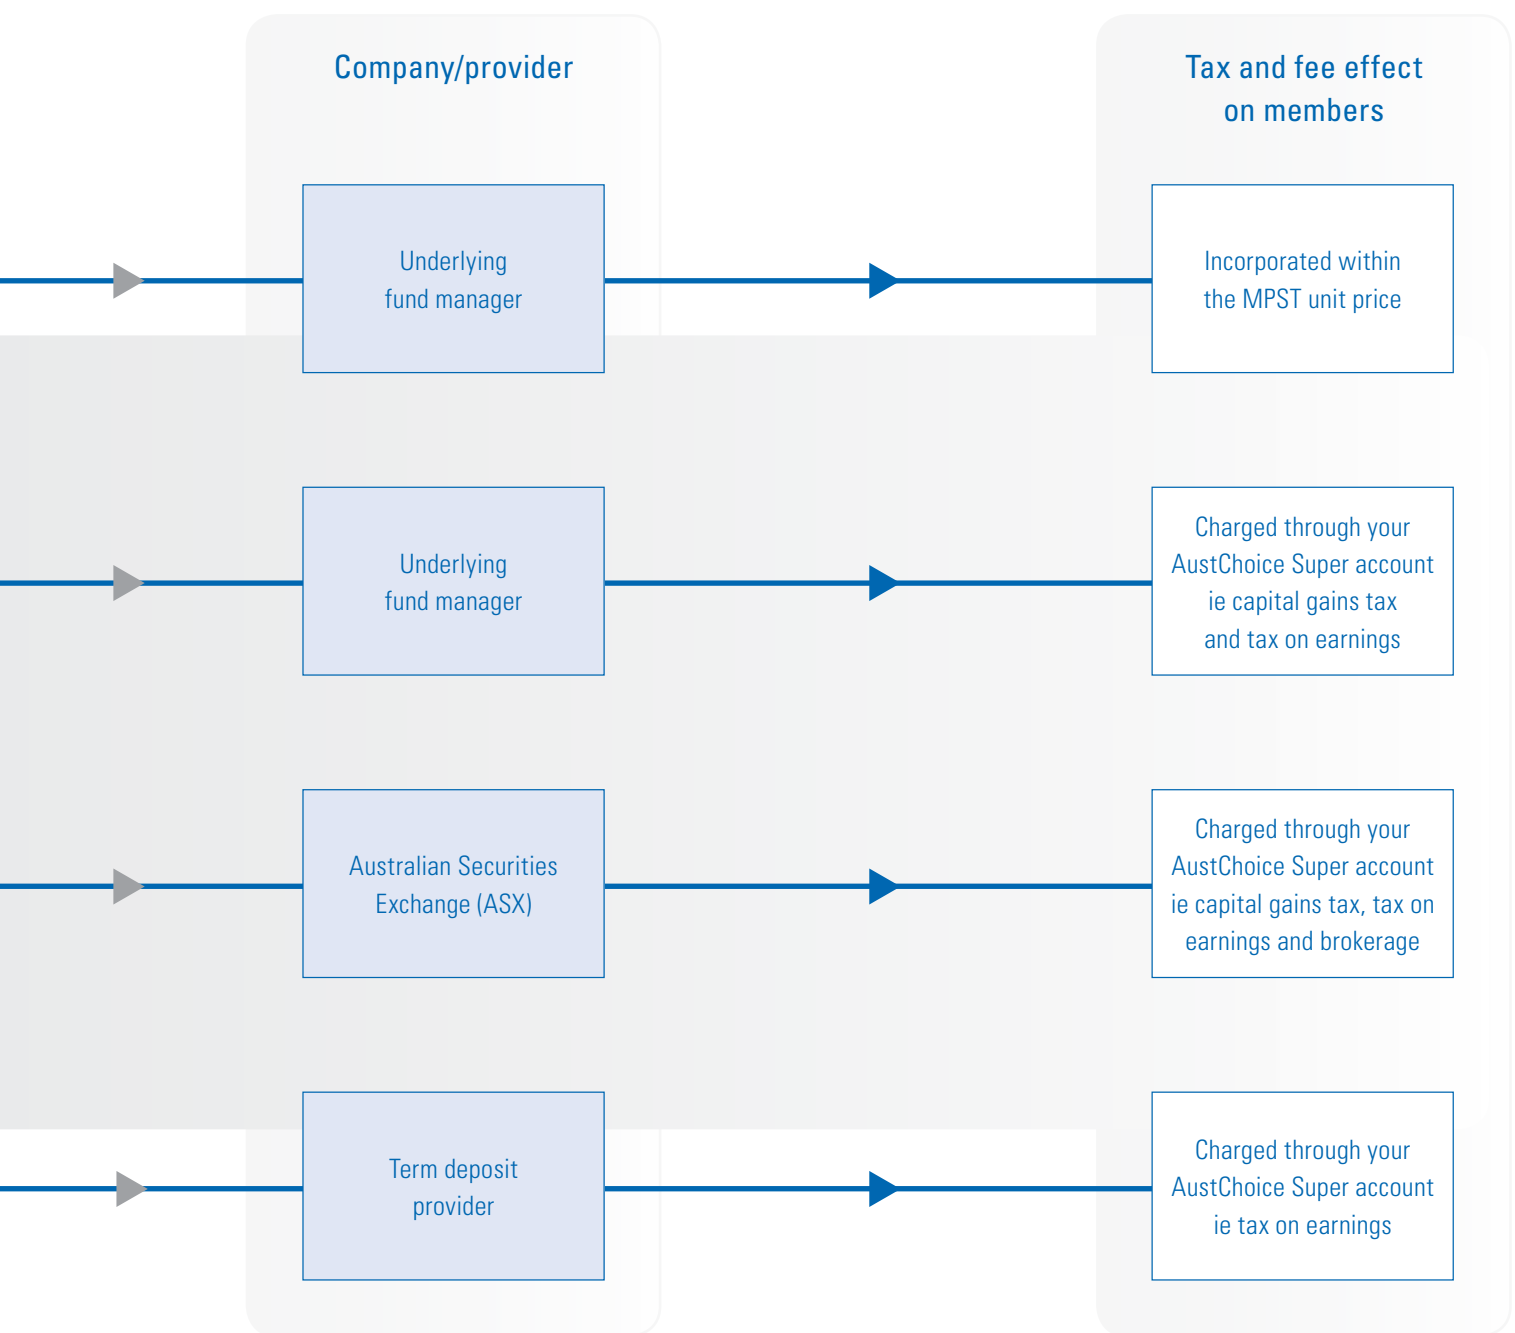 Company/provider
Tax and fee effect
on members
Underlying
fund manager
Incorporated within
the MPST unit price
Underlying
fund manager
Charged through your
AustChoice Super account
ie capital gains tax
and tax on earnings
Australian Securities
Exchange (ASX)
Charged through your
AustChoice Super account
ie capital gains tax, tax on
earnings and brokerage
Term deposit
provider
Charged through your
AustChoice Super account
ie tax on earnings